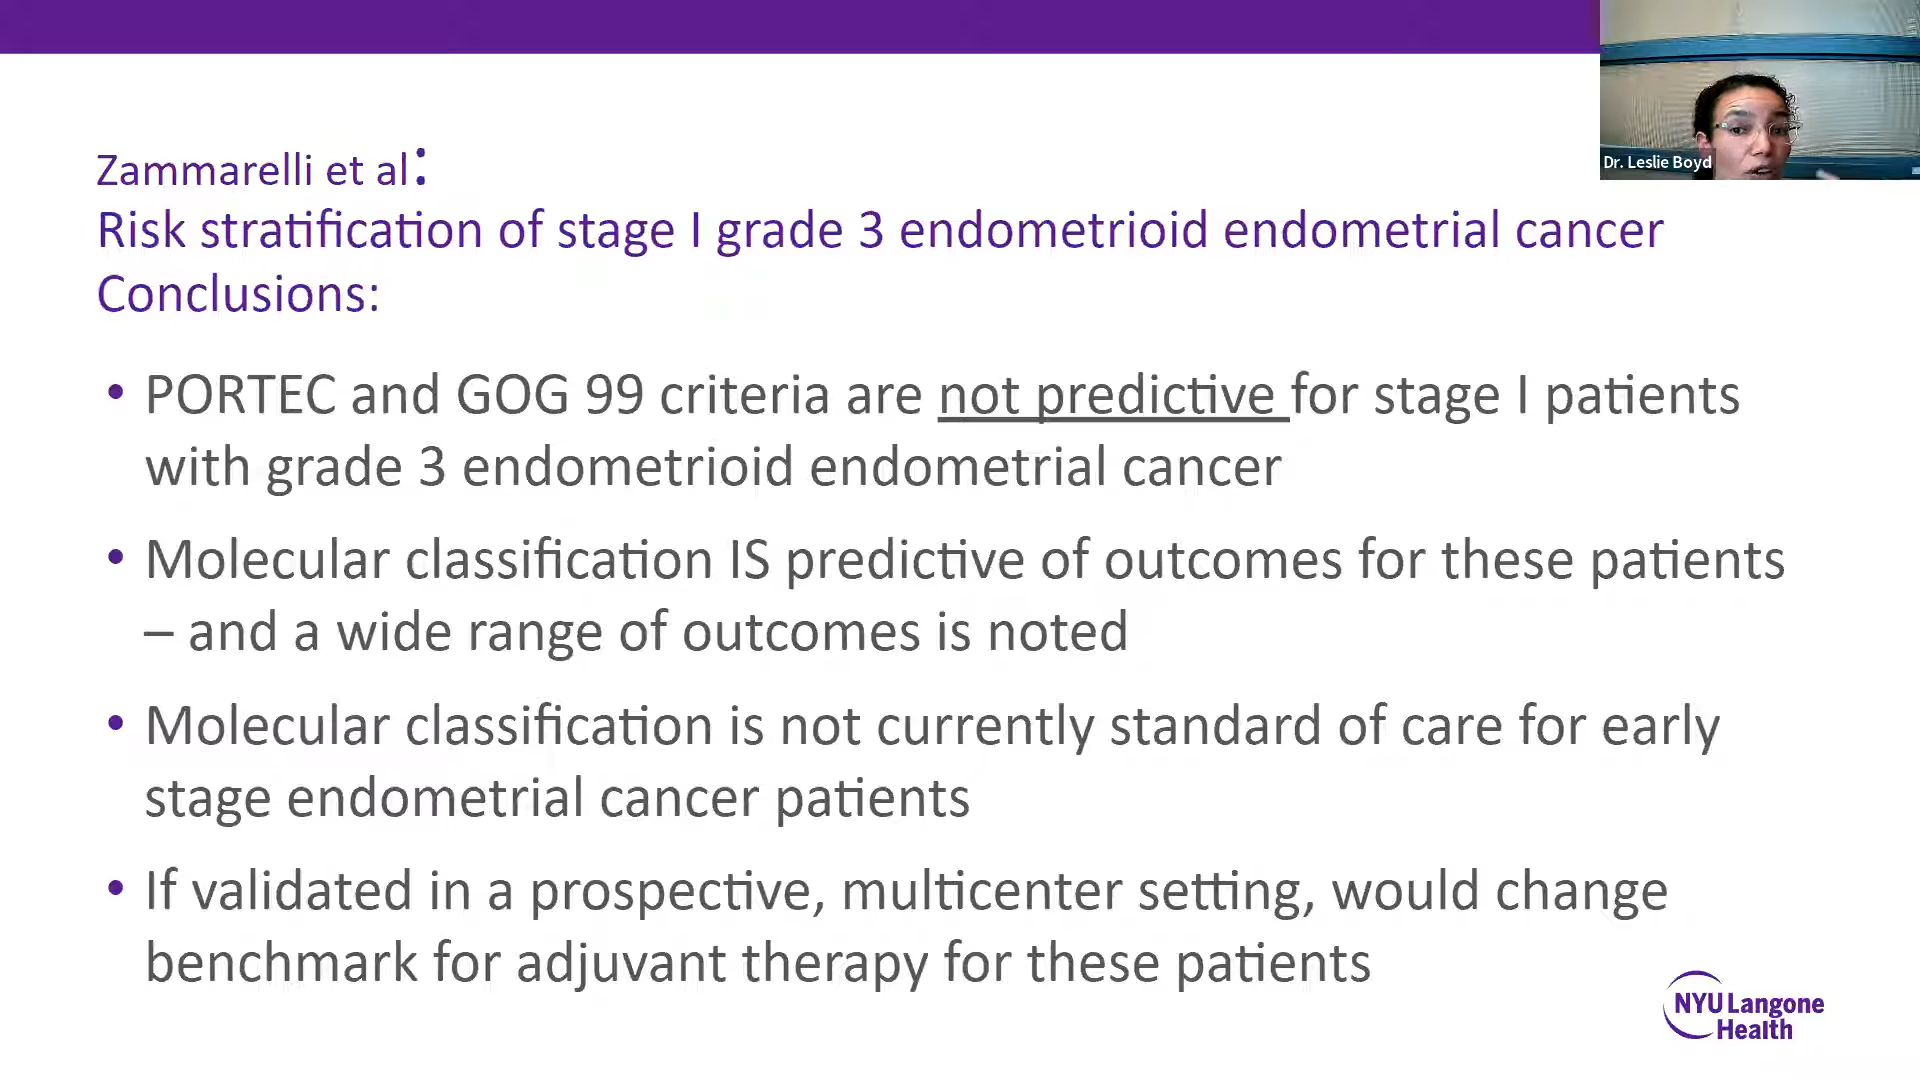 Dr. Leslie Boyd
Zammarelli et al:
Risk stratification of stage I grade 3 endometrioid endometrial cancer
Conclusions:
• PORTEC and GOG 99 criteria are not predictive for stage I patients
with grade 3 endometrioid endometrial cancer
• Molecular classification IS predictive of outcomes for these patients
– and a wide range of outcomes is noted
• Molecular classification is not currently standard of care for early
stage endometrial cancer patients
• If validated in a prospective, multicenter setting, would change
benchmark for adjuvant therapy for these patients
NYU Langone
Health